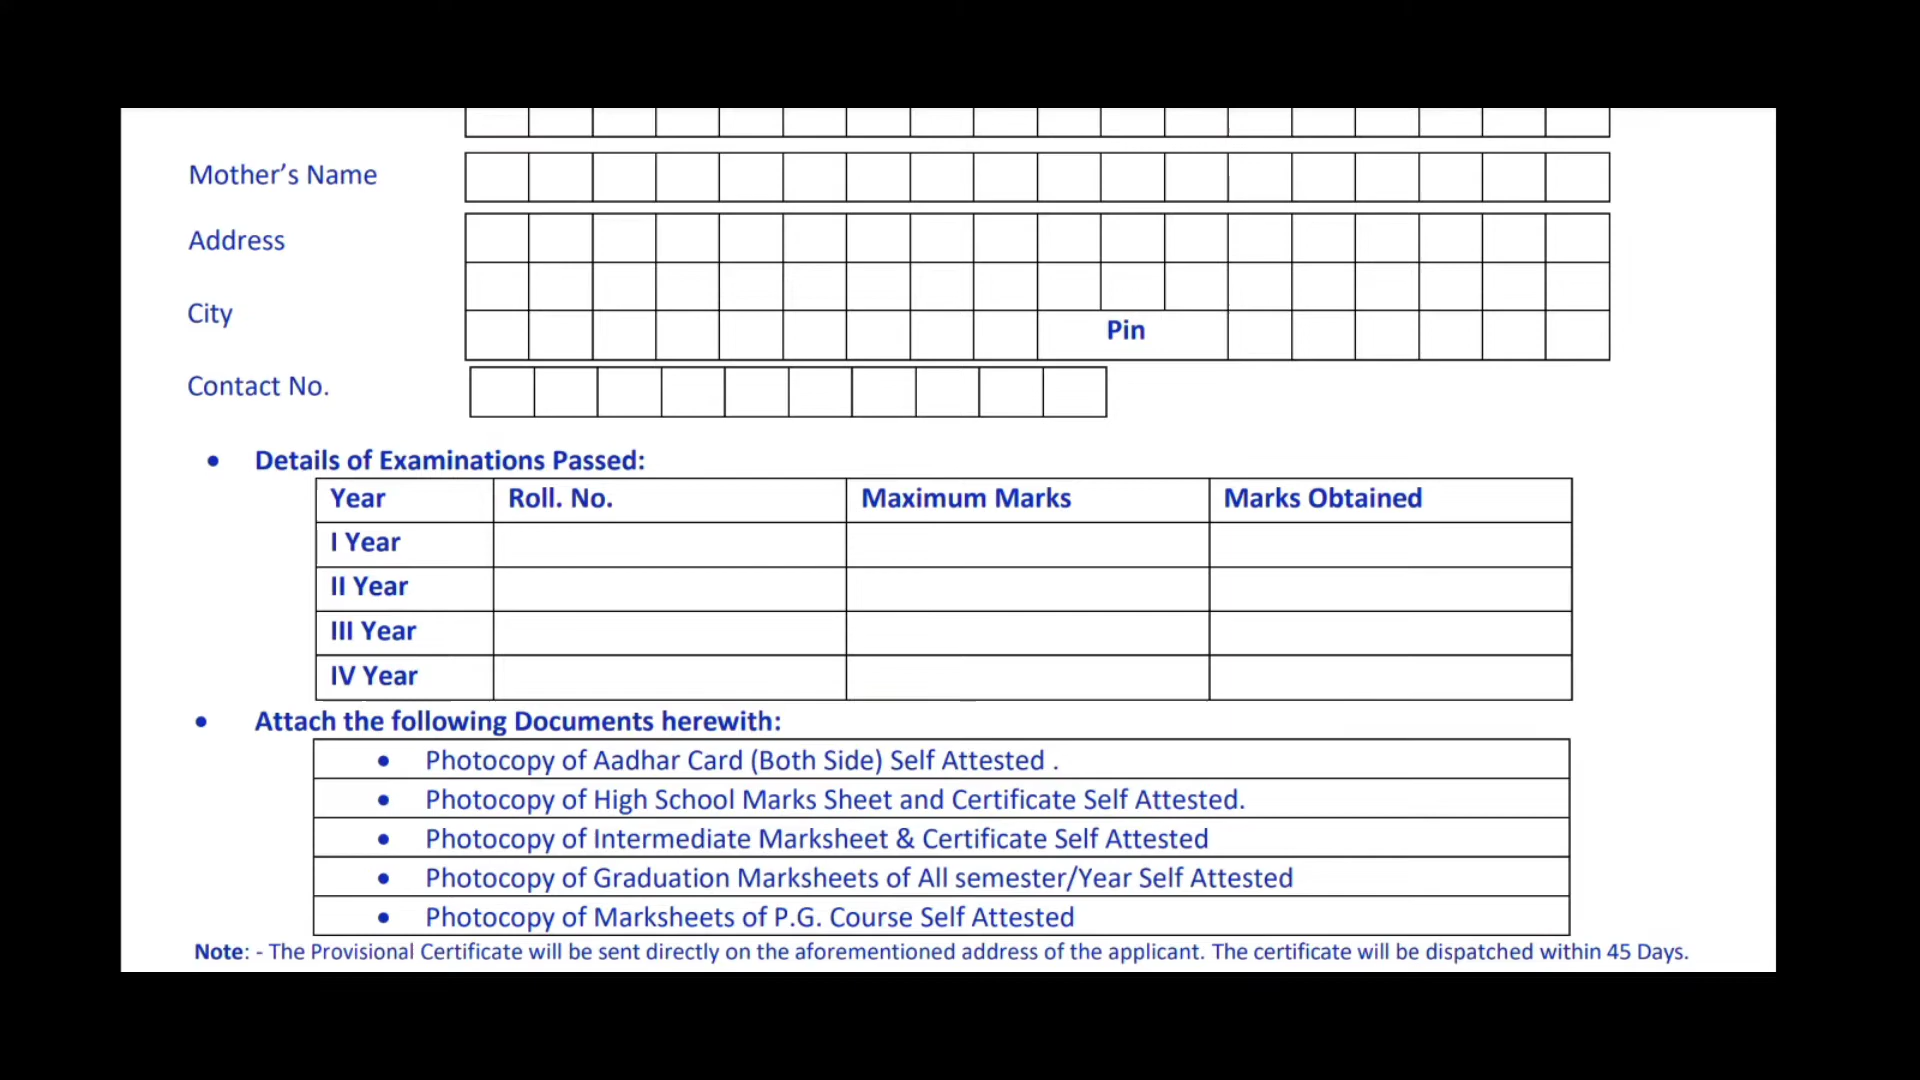 Mother’s Name
Address
City
Pin
Contact No.
• Details of Examinations Passed:
Year Roll. No. Maximum Marks Marks Obtained
I Year
II Year
III Year
IV Year
• Attach the following Documents herewith:
• Photocopy of Aadhar Card (Both Side) Self Attested .
• Photocopy of High School Marks Sheet and Certificate Self Attested.
• Photocopy of Intermediate Marksheet & Certificate Self Attested
• Photocopy of Graduation Marksheets of All semester/Year Self Attested
• Photocopy of Marksheets of P.G. Course Self Attested
Note: - The Provisional Certificate will be sent directly on the aforementioned address of the applicant. The certificate will be dispatched within 45 Days.